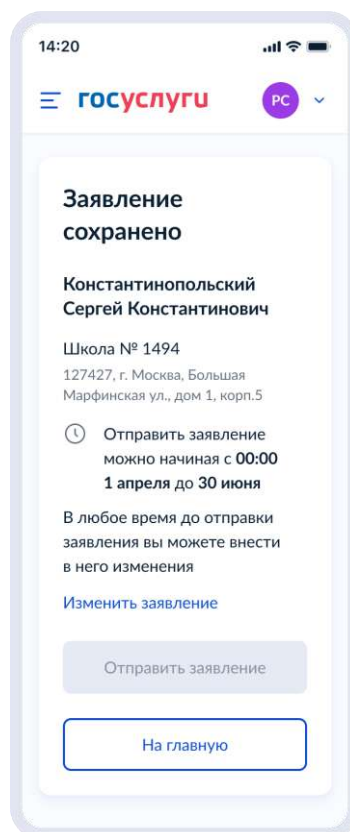 14:20
госуслуги
РС
Заявление
сохранено
Константинопольский
Сергей Константинович
Школа № 1494
127427, г. Москва, Большая
Марфинская ул., дом 1, корп.5
Отправить заявление
можно начиная с 00:00
1 апреля до 30 июня
В любое время до отправки
заявления вы можете внести
в него изменения
Изменить заявление
Отправить заявление
На главную